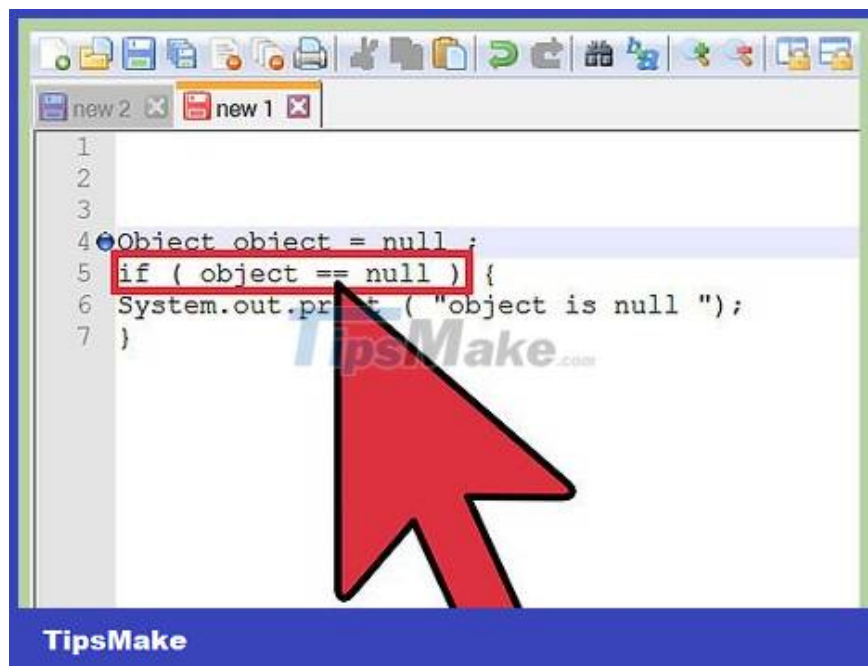 new 2
new 1
1
2
3
4 Object object = null ;
5 if ( object == null ) {
6 System.out.pr t ( "object is null ");
7 }
TipsMake.com
TipsMake